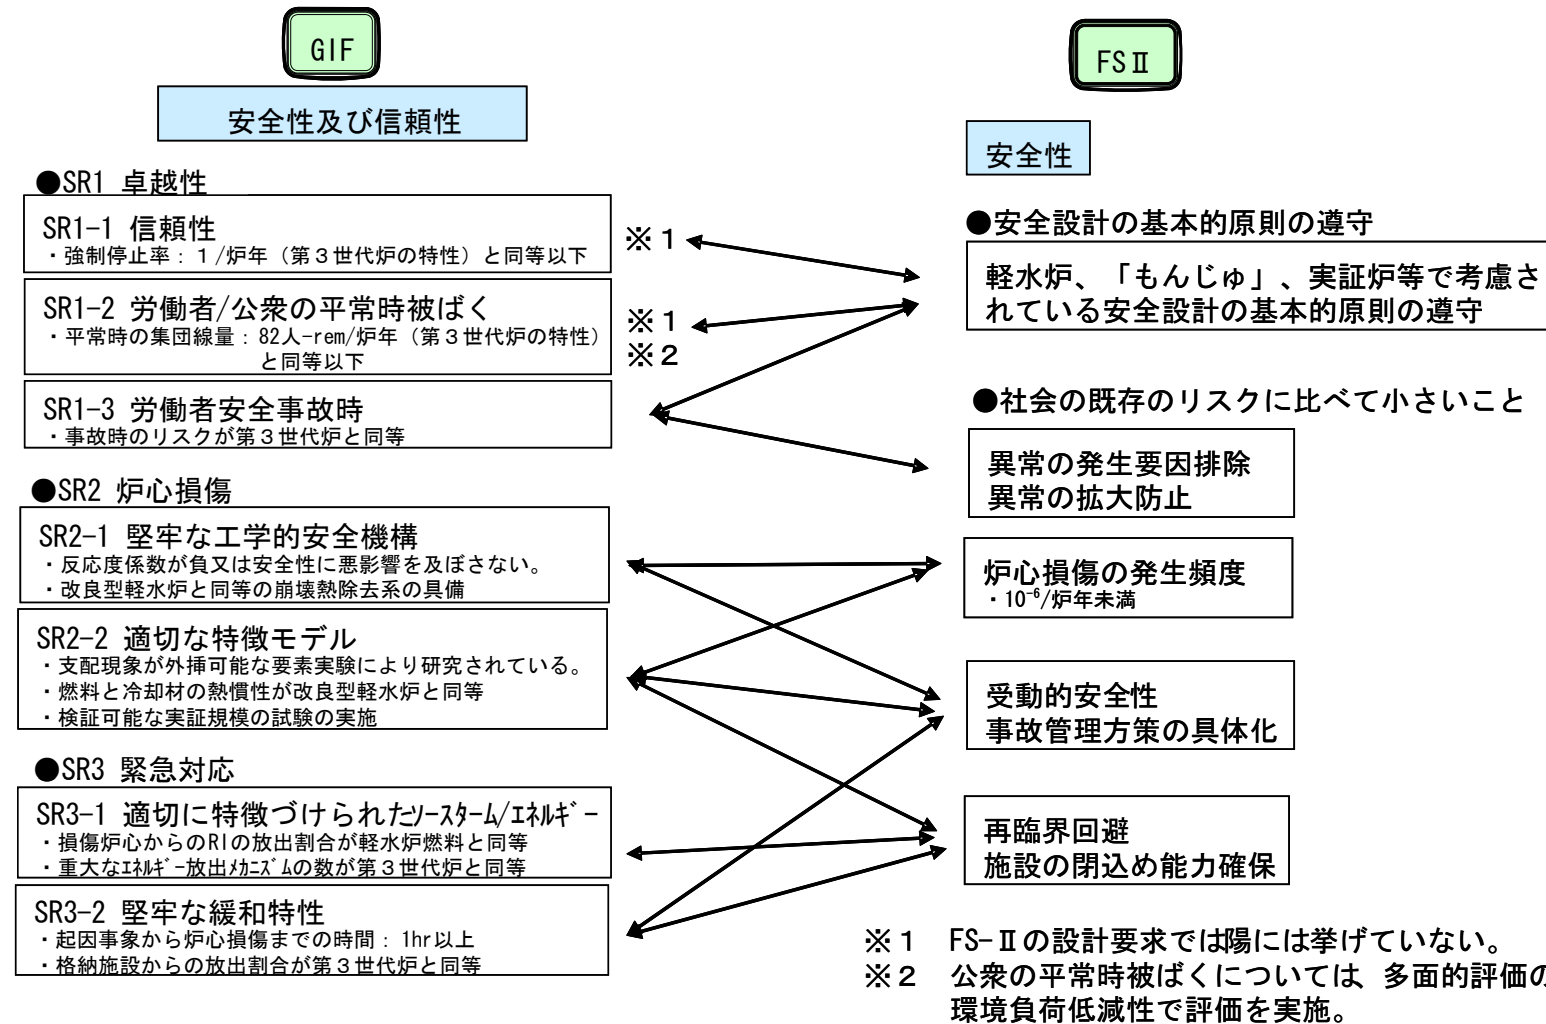 GIF
安全性及び信頼性
●SR1 卓越性
SR1-1 信頼性
・強制停止率：１/炉年（第３世代炉の特性）と同等以下
※１
SR1-2 労働者/公衆の平常時被ばく
・平常時の集団線量：82人-rem/炉年（第３世代炉の特性）
と同等以下
※１
※２
SR1-3 労働者安全事故時
・事故時のリスクが第３世代炉と同等
●SR2 炉心損傷
SR2-1 堅牢な工学的安全機構
・反応度係数が負又は安全性に悪影響を及ぼさない。
・改良型軽水炉と同等の崩壊熱除去系の具備
SR2-2 適切な特徴モデル
・支配現象が外挿可能な要素実験により研究されている。
・燃料と冷却材の熱慣性が改良型軽水炉と同等
・検証可能な実証規模の試験の実施
●SR3 緊急対応
SR3-1 適切に特徴づけられたｿｰｽﾀｰﾑ/ｴﾈﾙｷﾞｰ
・損傷炉心からのRIの放出割合が軽水炉燃料と同等
・重大なｴﾈﾙｷﾞｰ放出ﾒｶﾆｽﾞﾑの数が第３世代炉と同等
SR3-2 堅牢な緩和特性
・起因事象から炉心損傷までの時間：1hr以上
・格納施設からの放出割合が第３世代炉と同等
FSⅡ
安全性
●安全設計の基本的原則の遵守
軽水炉、「もんじゅ」、実証炉等で考慮さ
れている安全設計の基本的原則の遵守
●社会の既存のリスクに比べて小さいこと
異常の発生要因排除
異常の拡大防止
炉心損傷の発生頻度
・10⁻⁶/炉年未満
受動的安全性
事故管理方策の具体化
再臨界回避
施設の閉込め能力確保
※１ FS-Ⅱの設計要求では陽には挙げていない。
※２ 公衆の平常時被ばくについては、多面的評価の
環境負荷低減性で評価を実施。